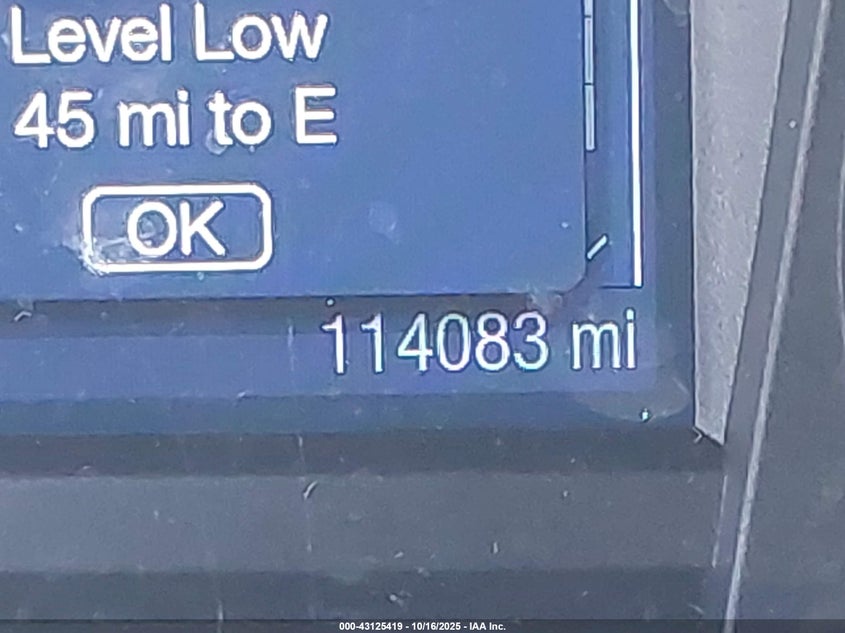 Level Low
45 mi to E
OK
114083 mi
000-43125419 - 10/16/2025 - IAA Inc.